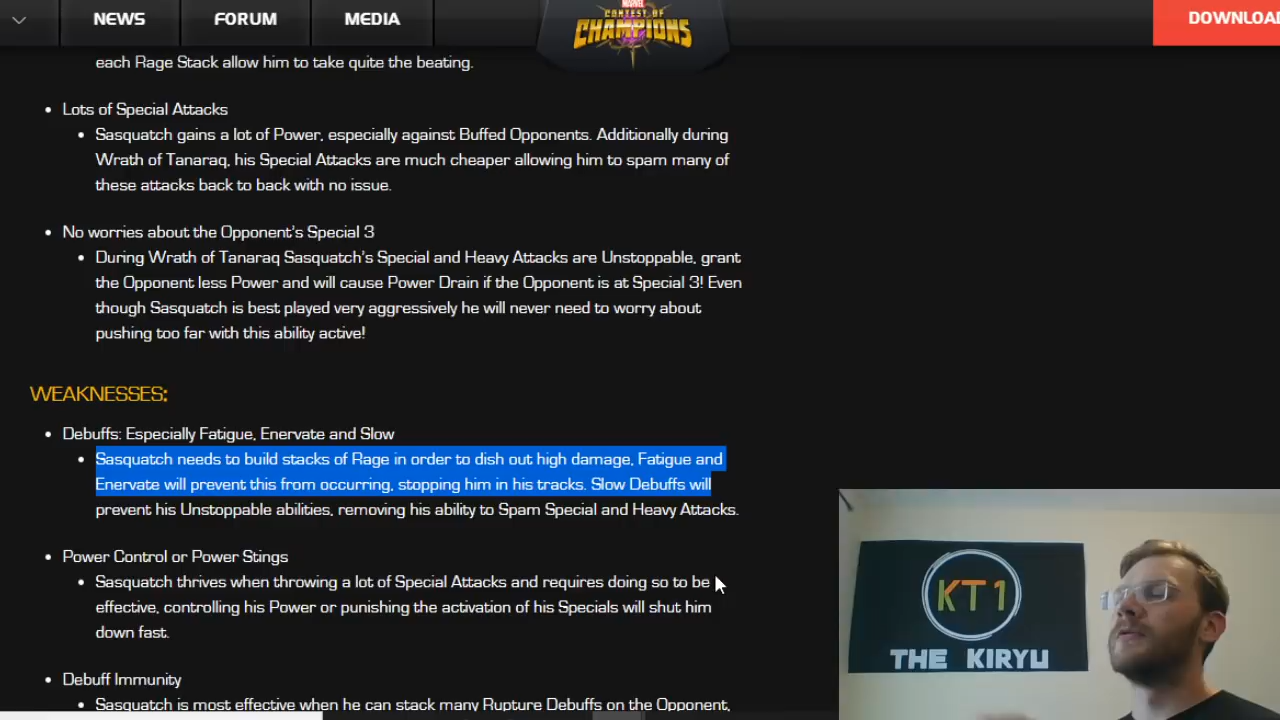 NEWS
FORUM
MEDIA
MARVEL
CONTEST OF
CHAMPIONS
DOWNLOAD
each Rage Stack allow him to take quite the beating.
Lots of Special Attacks
Sasquatch gains a lot of Power, especially against Buffed Opponents. Additionally during
Wrath of Tanaraq, his Special Attacks are much cheaper allowing him to spam many of
these attacks back to back with no issue.
No worries about the Opponent's Special 3
During Wrath of Tanaraq Sasquatch's Special and Heavy Attacks are Unstoppable, grant
the Opponent less Power and will cause Power Drain if the Opponent is at Special 3! Even
though Sasquatch is best played very aggressively he will never need to worry about
pushing too far with this ability active!
WEAKNESSES:
Debuffs: Especially Fatigue, Enervate and Slow
Sasquatch needs to build stacks of Rage in order to dish out high damage, Fatigue and
Enervate will prevent this from occurring, stopping him in his tracks. Slow Debuffs will
prevent his Unstoppable abilities, removing his ability to Spam Special and Heavy Attacks.
Power Control or Power Stings
Sasquatch thrives when throwing a lot of Special Attacks and requires doing so to be
effective, controlling his Power or punishing the activation of his Specials will shut him
down fast.
Debuff Immunity
Sasquatch is most effective when he can stack many Rupture Debuffs on the Opponent,
KT1
THE KIRYU